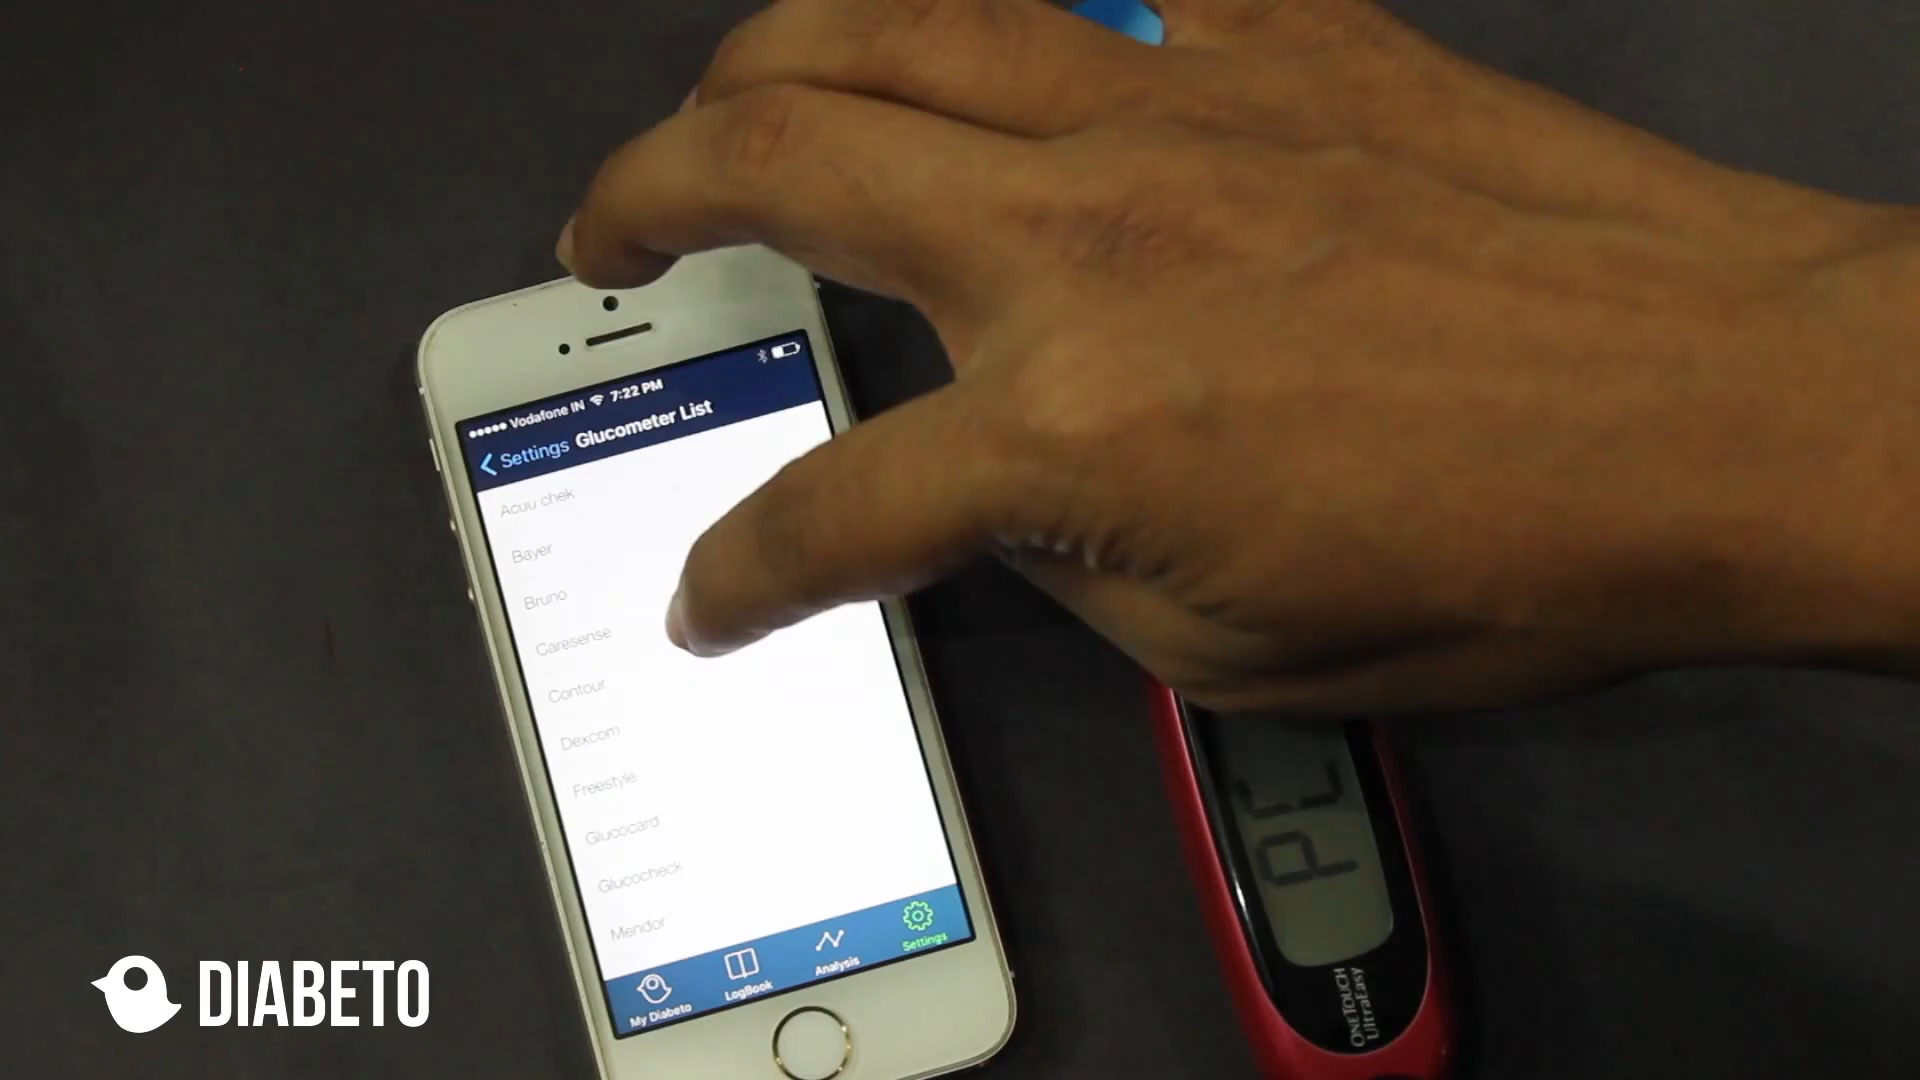 Vodafone IN 7:22 PM
Settings Glucometer List
Acuu chek
Bayer
Bruno
Caresense
Contour
Dexcom
Freestyle
Glucocard
Glucocheck
Mendor
My Diabeto
LogBook
Analysis
Settings
PC
ONETOUCH
UltraEasy
DIABETO